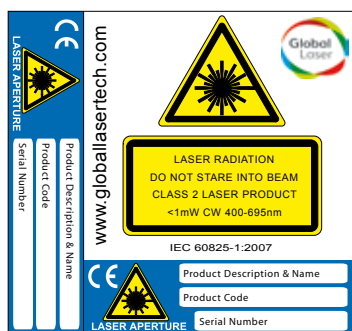 CE
LASER APERTURE
Serial Number
Product Code
Product Description & Name
www.globallasertech.com
Global
Laser
LASER RADIATION
DO NOT STARE INTO BEAM
CLASS 2 LASER PRODUCT
<1mW CW 400-695nm
IEC 60825-1:2007
CE
LASER APERTURE
Product Description & Name
Product Code
Serial Number